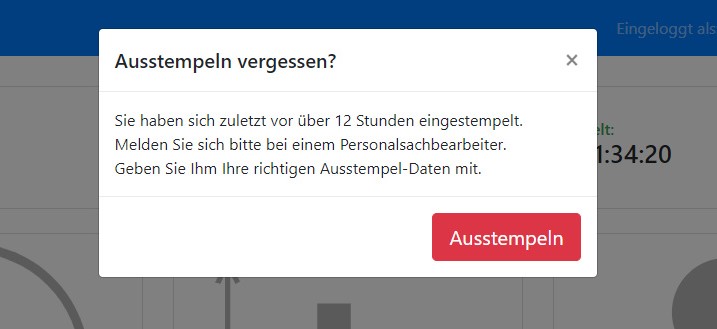 Eingeloggt als
Ausstempeln vergessen?
×
Sie haben sich zuletzt vor über 12 Stunden eingestempelt.
Melden Sie sich bitte bei einem Personalsachbearbeiter.
Geben Sie Ihm Ihre richtigen Ausstempel-Daten mit.
elt:
1:34:20
Ausstempeln